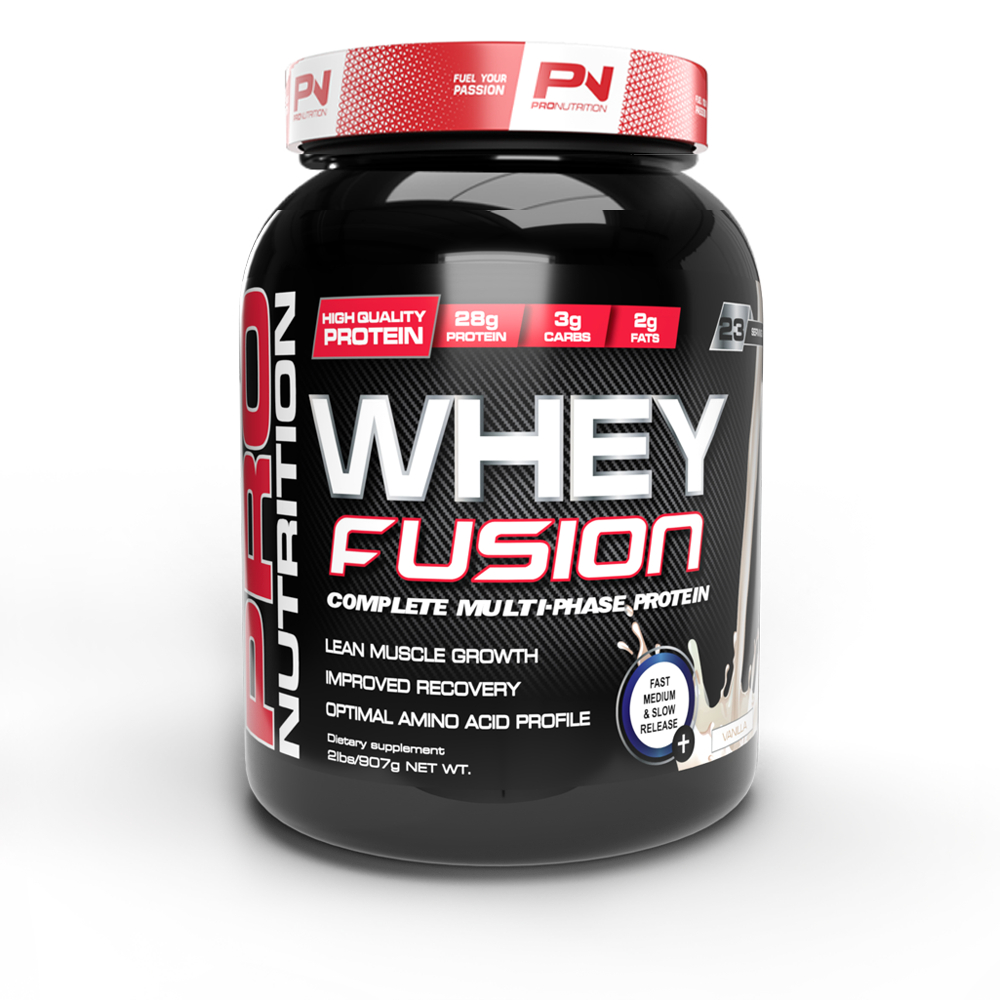 PN
PRONUTRITION
FUEL YOUR
PASSION
PN
PRONUTRITION
HIGH QUALITY
PROTEIN
28g
PROTEIN
3g
CARBS
2g
FATS
23
PRO
NUTRITION
WHEY
FUSION
COMPLETE MULTI-PHASE PROTEIN
LEAN MUSCLE GROWTH
IMPROVED RECOVERY
OPTIMAL AMINO ACID PROFILE
Dietary supplement
2lbs/907g NET WT.
FAST
MEDIUM
& SLOW
RELEASE
+
VANILLA